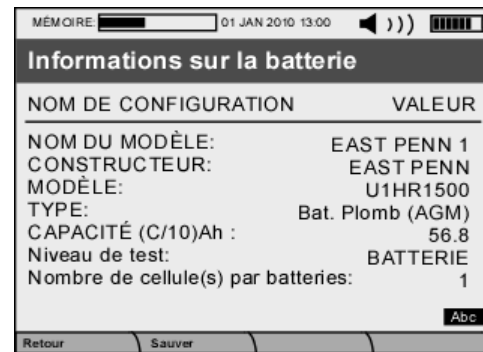 MÉMOIRE: 01 JAN 2010 13:00
Informations sur la batterie
NOM DE CONFIGURATION VALEUR
NOM DU MODÈLE: EAST PENN 1
CONSTRUCTEUR: EAST PENN
MODÈLE: U1HR1500
TYPE: Bat. Plomb (AGM)
CAPACITÉ (C/10)Ah : 56.8
Niveau de test: BATTERIE
Nombre de cellule(s) par batteries: 1
Abc
Retour Sauver